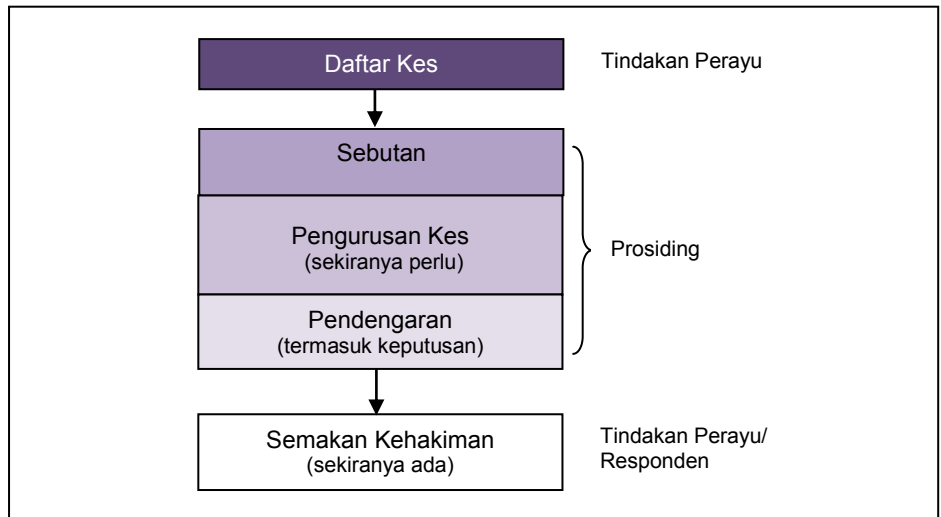 Daftar Kes
Tindakan Perayu
Sebutan
Pengurusan Kes
(sekiranya perlu)
Prosiding
Pendengaran
(termasuk keputusan)
Semakan Kehakiman
(sekiranya ada)
Tindakan Perayu/
Responden